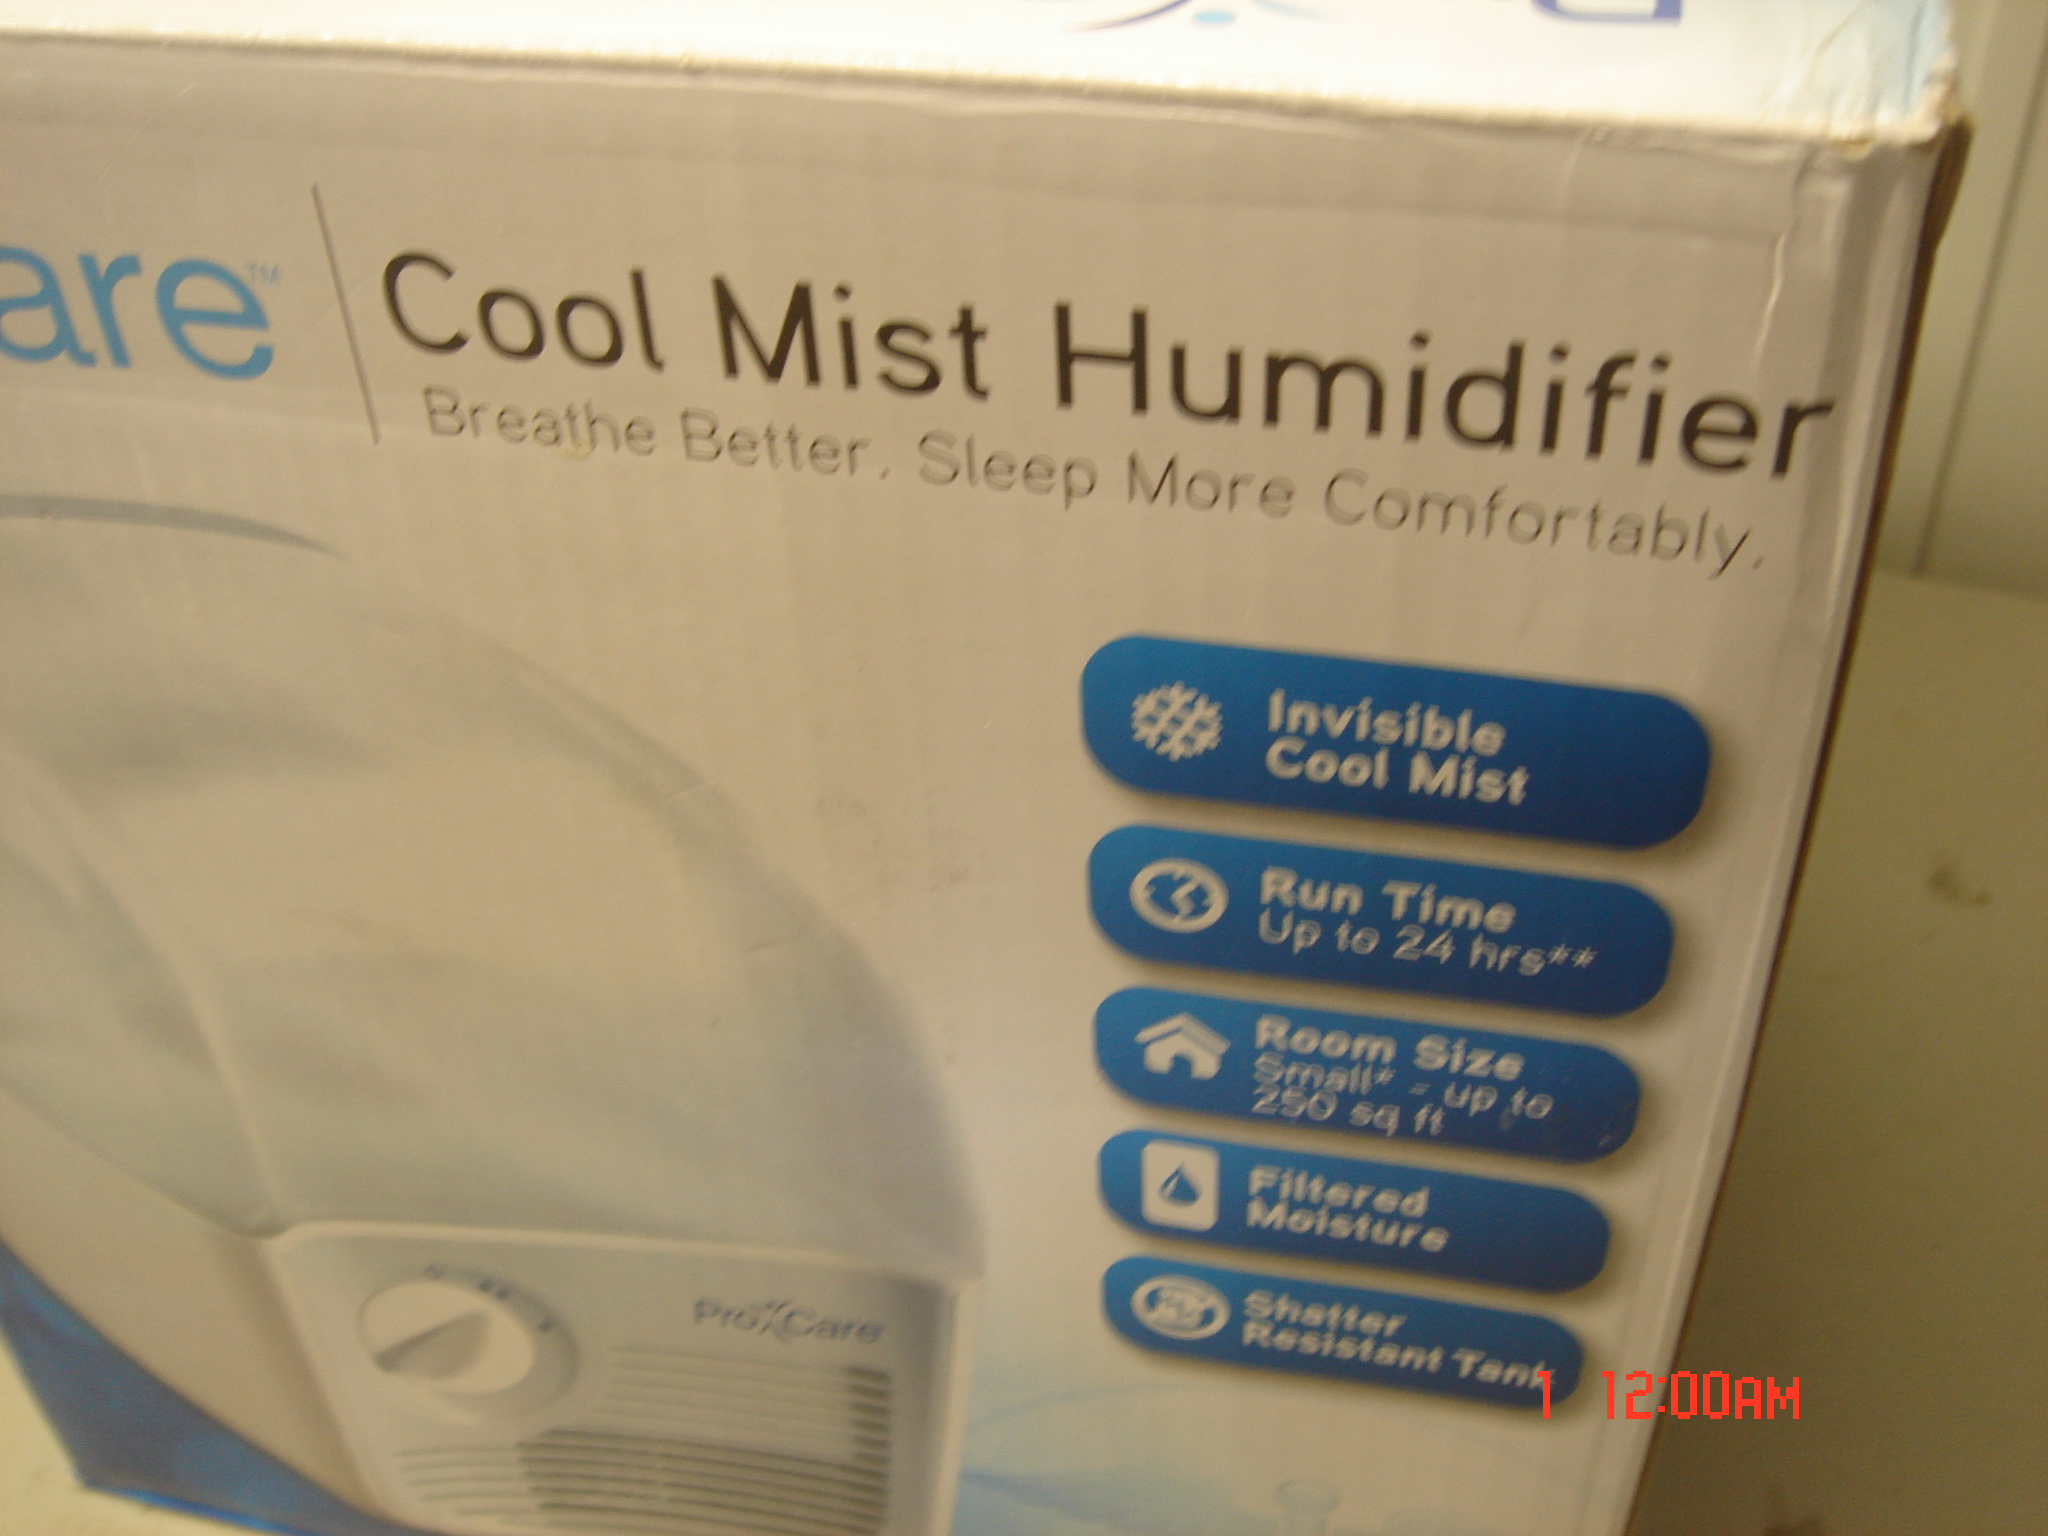 are™
Cool Mist Humidifier
Breathe Better. Sleep More Comfortably.
Invisible
Cool Mist
Run Time
Up to 24 hrs**
Room Size
Small* - up to
250 sq ft
Filtered
Moisture
Shatter
Resistant Tank
ProXCare
1 12:00AM